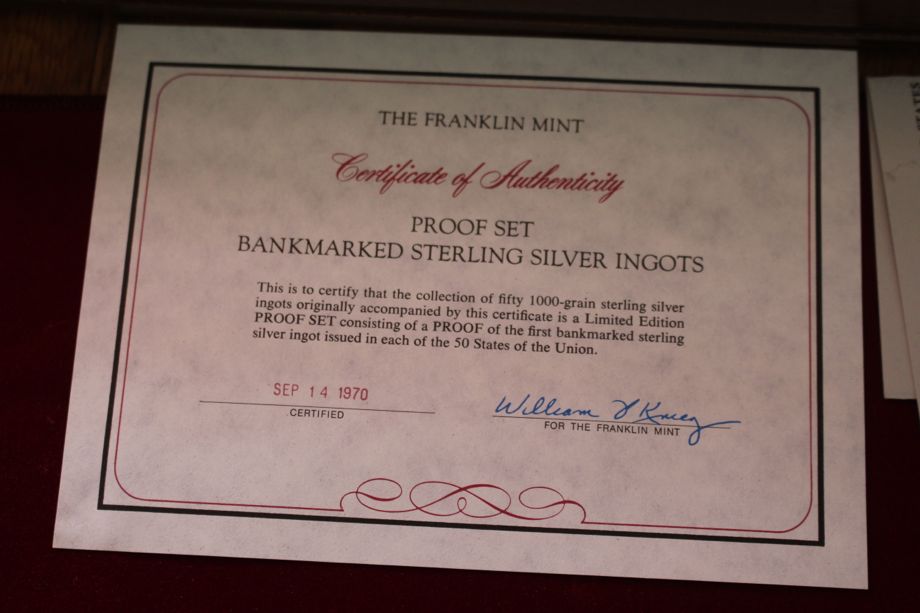 THE FRANKLIN MINT
Certificate of Authenticity
PROOF SET
BANKMARKED STERLING SILVER INGOTS
This is to certify that the collection of fifty 1000-grain sterling silver
ingots originally accompanied by this certificate is a Limited Edition
PROOF SET consisting of a PROOF of the first bankmarked sterling
silver ingot issued in each of the 50 States of the Union.
SEP 14 1970
CERTIFIED
William
FOR THE FRANKLIN MINT